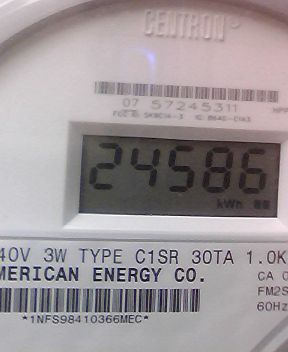 CENTRON
07 57245311
24586
kWh
40V 3W TYPE C1SR 30TA 1.0K
MERICAN ENERGY CO.
CA 0
FM2S
60Hz
*1NFS98410366MEC*